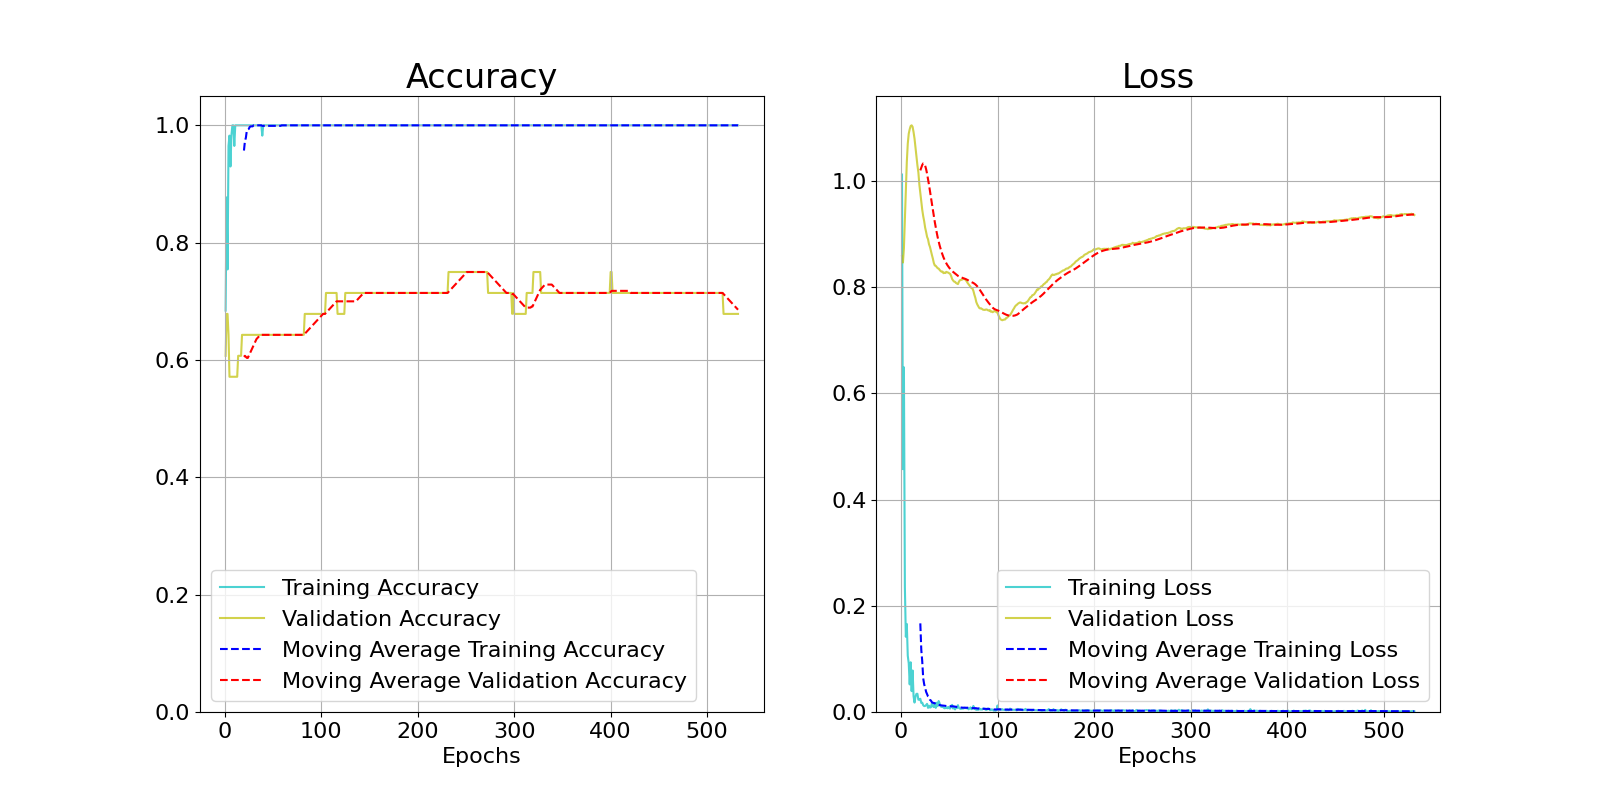 Accuracy
1.0
0.8
0.6
0.4
0.2
0.0
Training Accuracy
Validation Accuracy
Moving Average Training Accuracy
Moving Average Validation Accuracy
0 100 200 300 400 500
Epochs
Loss
1.0
0.8
0.6
0.4
0.2
0.0
Training Loss
Validation Loss
Moving Average Training Loss
Moving Average Validation Loss
0 100 200 300 400 500
Epochs